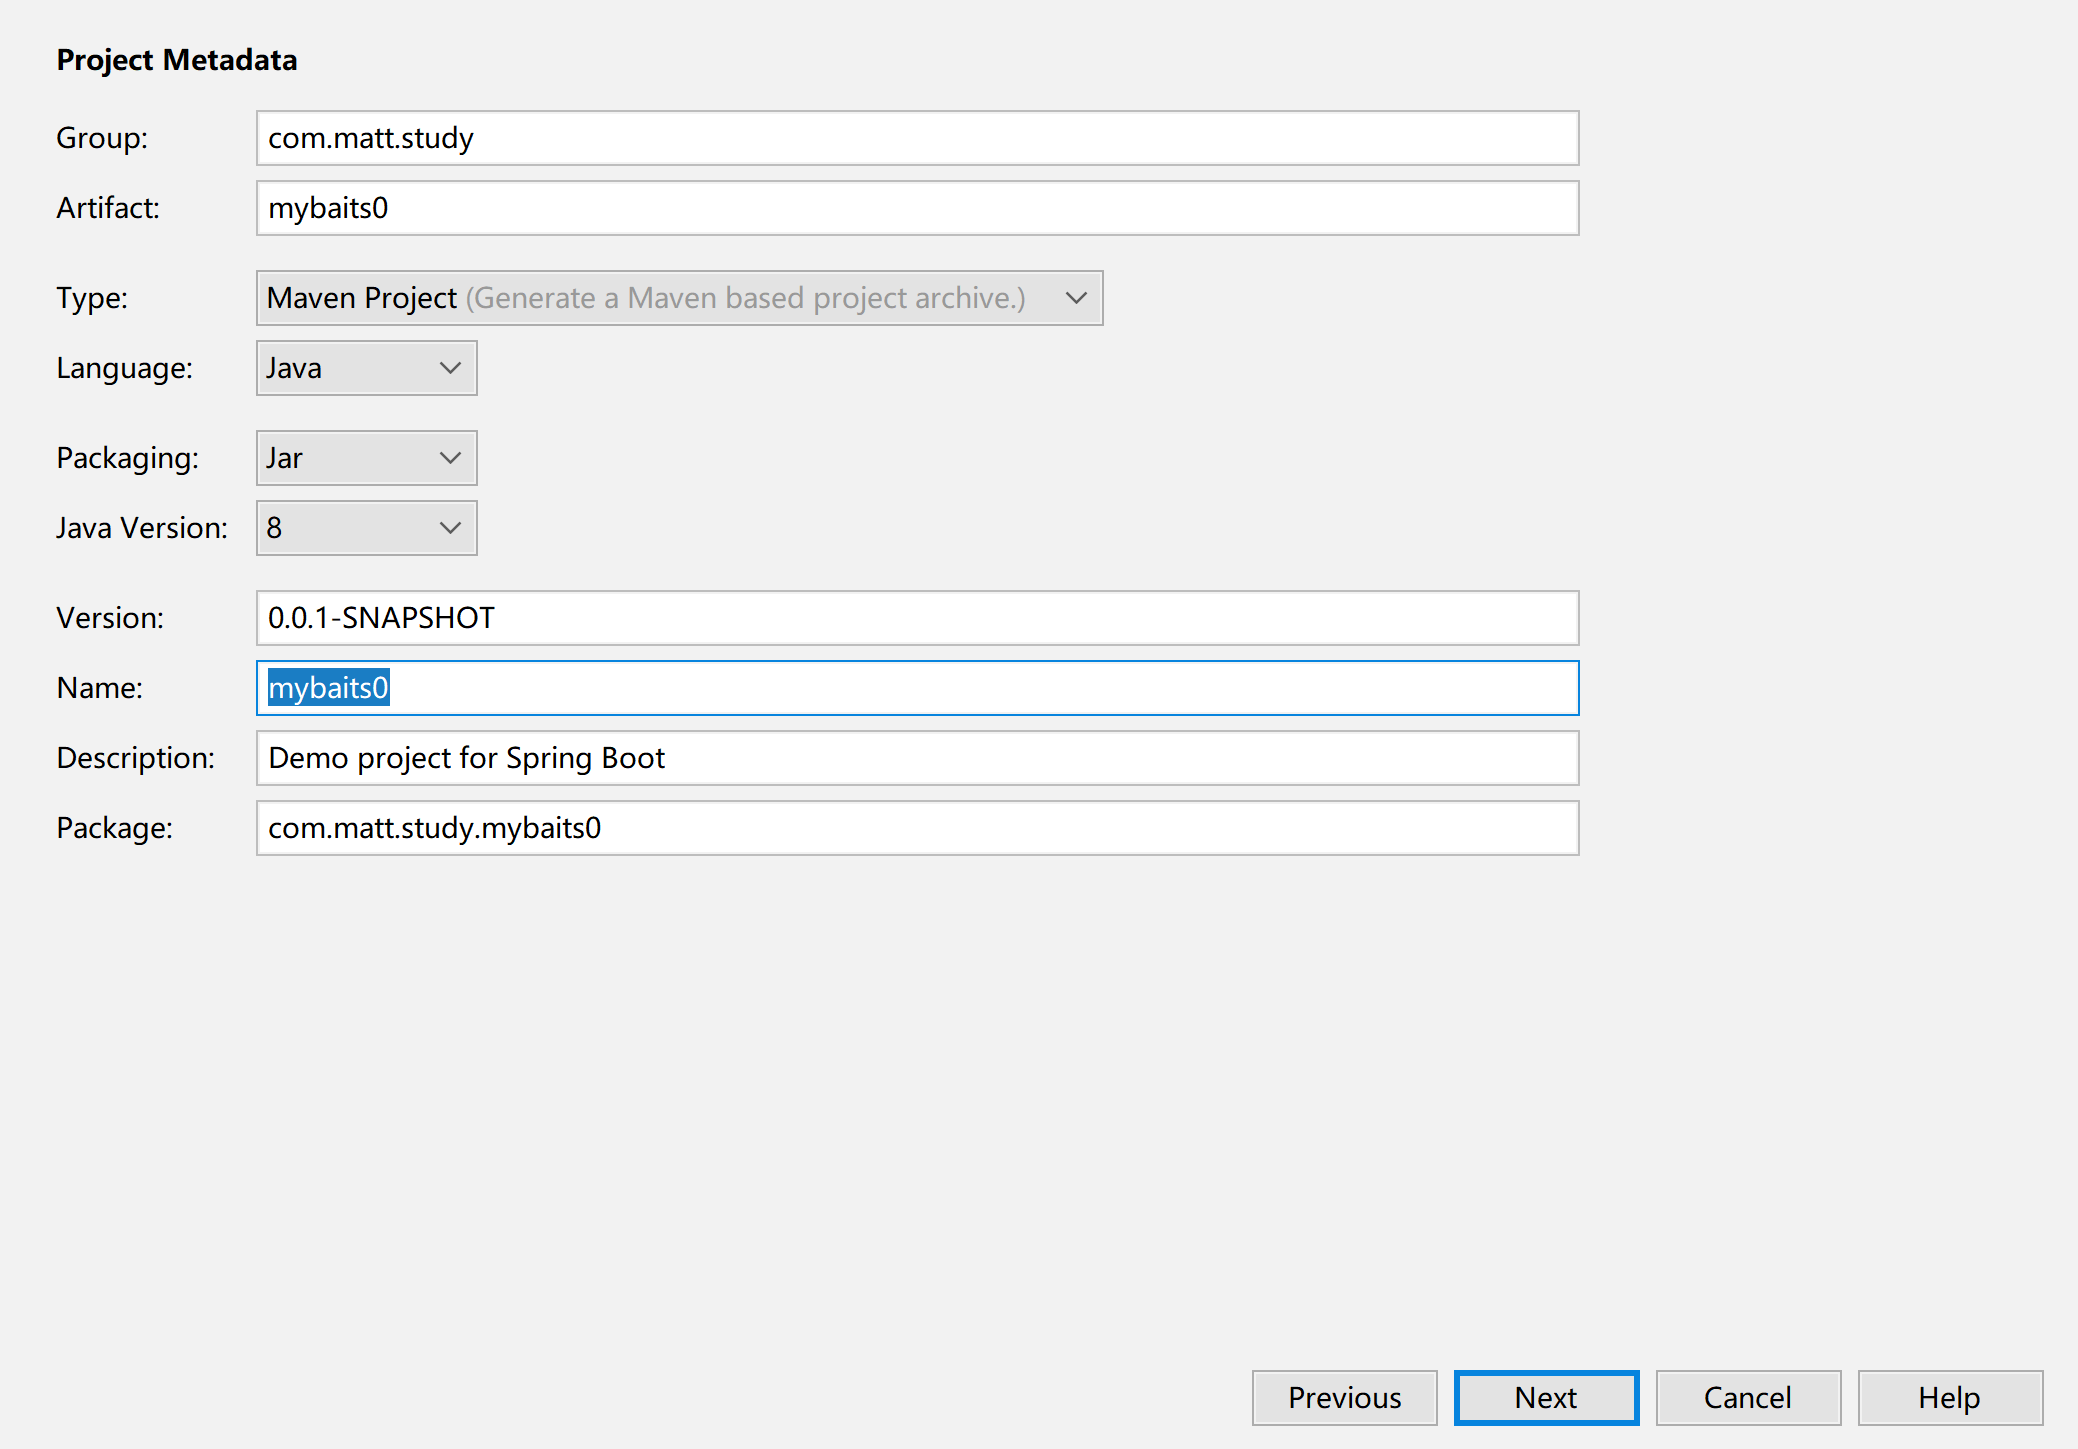 Project Metadata
Group: com.matt.study
Artifact: mybaits0
Type: Maven Project (Generate a Maven based project archive.)
Language: Java
Packaging: Jar
Java Version: 8
Version: 0.0.1-SNAPSHOT
Name: mybaits0
Description: Demo project for Spring Boot
Package: com.matt.study.mybaits0
Previous Next Cancel Help